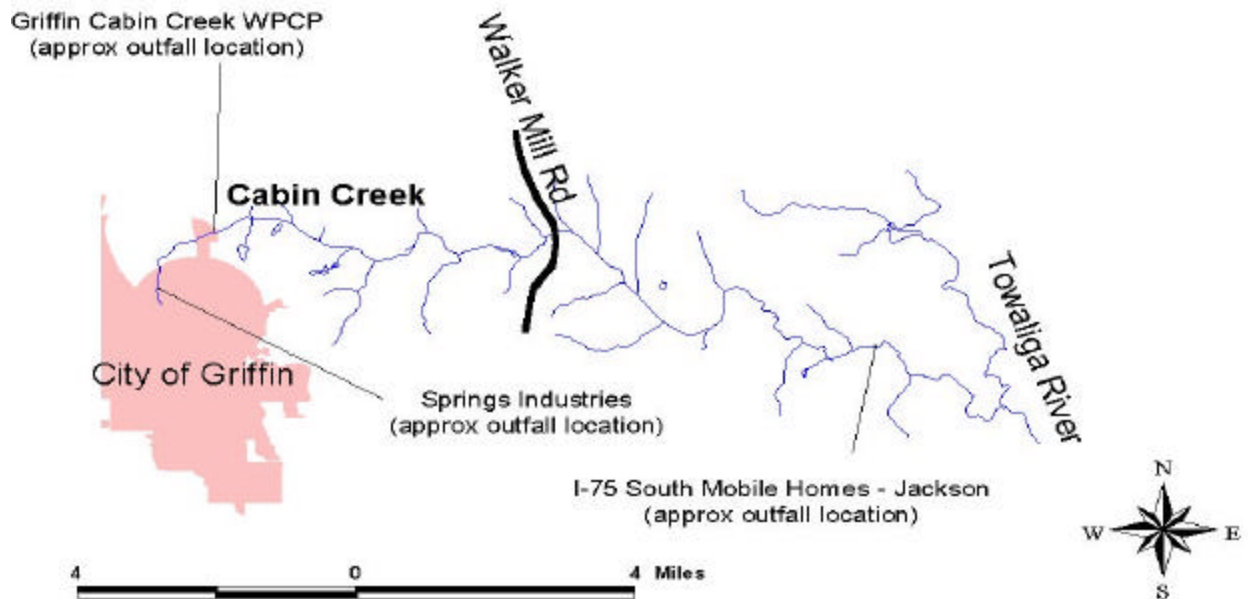 Griffin Cabin Creek WPCP
(approx outfall location)
Walker Mill Rd
Cabin Creek
Towaliga River
City of Griffin
Springs Industries
(approx outfall location)
I-75 South Mobile Homes - Jackson
(approx outfall location)
N
W E
S
4 0 4 Miles